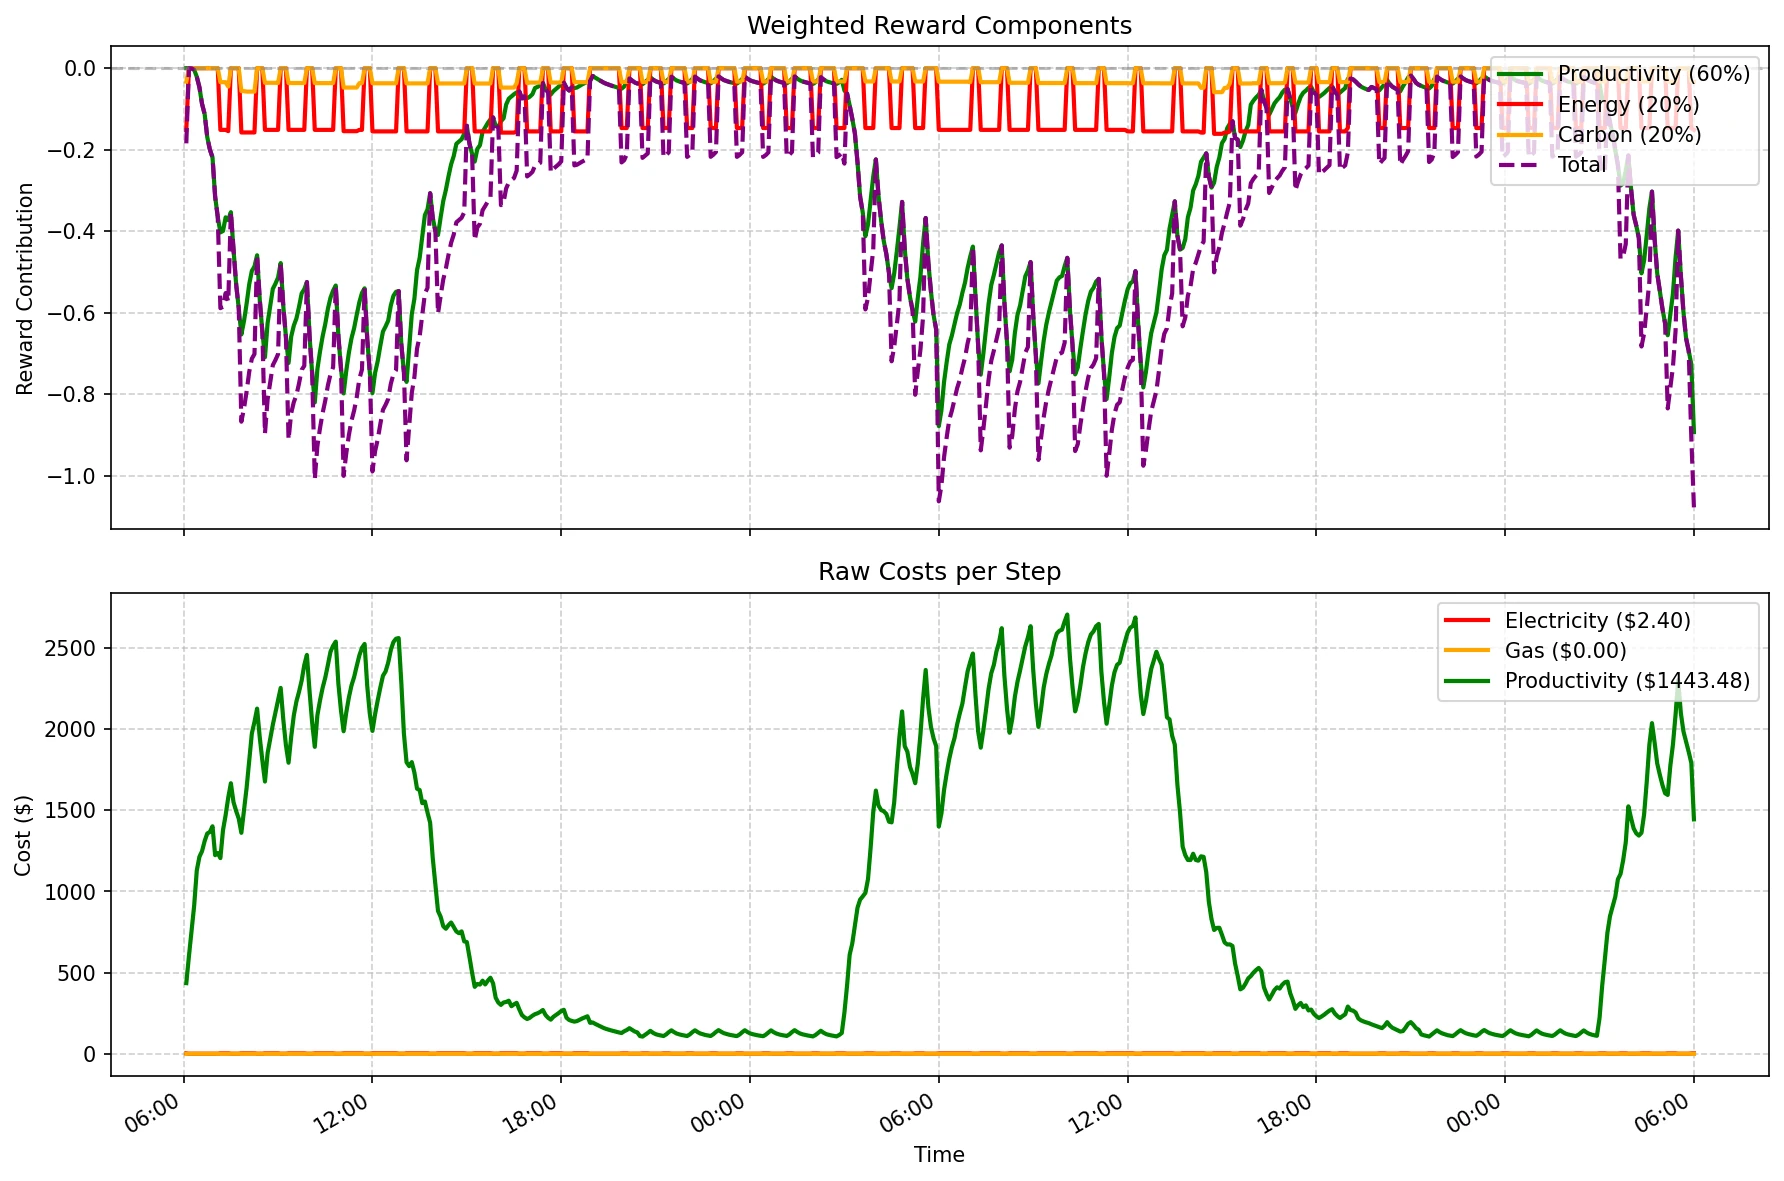 Weighted Reward Components
0.0
−0.2
−0.4
−0.6
−0.8
−1.0
Reward Contribution
Productivity (60%)
Energy (20%)
Carbon (20%)
Total
Raw Costs per Step
2500
2000
1500
1000
500
0
Cost ($)
Electricity ($2.40)
Gas ($0.00)
Productivity ($1443.48)
06:00
12:00
18:00
00:00
06:00
12:00
18:00
00:00
06:00
Time